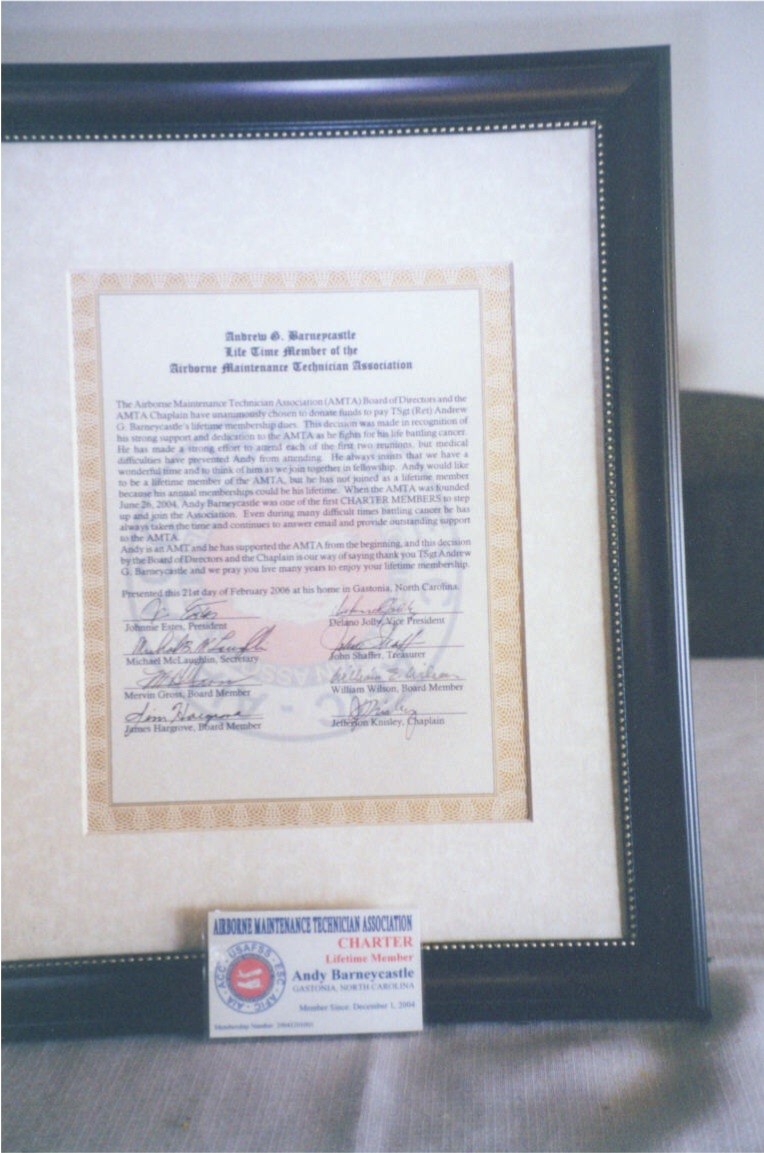 Andrew G. Barneycastle
Life Time Member of the
Airborne Maintenance Technician Association
The Airborne Maintenance Technician Association (AMTA) Board of Directors and the
AMTA Chaplain have unanimously chosen to donate funds to pay TSgt (Ret) Andrew
G. Barneycastle's lifetime membership dues. This decision was made in recognition of
his strong support and dedication to the AMTA as he fights for his life battling cancer.
He has made a strong effort to attend each of the first two reunions, but medical
difficulties have prevented Andy from attending. He always insists that we have a
wonderful time and to think of him as we join together in fellowship. Andy would like
to be a lifetime member of the AMTA, but he has not joined as a lifetime member
because his annual memberships could be his lifetime. When the AMTA was founded
June 26, 2004, Andy Barneycastle was one of the first CHARTER MEMBERS to step
up and join the Association. Even during many difficult times battling cancer he has
always taken the time and continues to answer email and provide outstanding support
to the AMTA.
Andy is an AMT and he has supported the AMTA from the beginning, and this decision
by the Board of Directors and the Chaplain is our way of saying thank you TSgt Andrew
G. Barneycastle and we pray you live many years to enjoy your lifetime membership.
Presented this 21st day of February 2006 at his home in Gastonia, North Carolina.
Johnnie Estes, President
Delano Jolly, Vice President
Michael McLaughlin, Secretary
John Shaffer, Treasurer
Mervin Gross, Board Member
William Wilson, Board Member
James Hargrove, Board Member
Jefferson Knisley, Chaplain
AIRBORNE MAINTENANCE TECHNICIAN ASSOCIATION
CHARTER
Lifetime Member
Andy Barneycastle
GASTONIA, NORTH CAROLINA
Member Since: December 1, 2004
Membership Number
AIA - ACC - USAFSS - ESC - AFIC